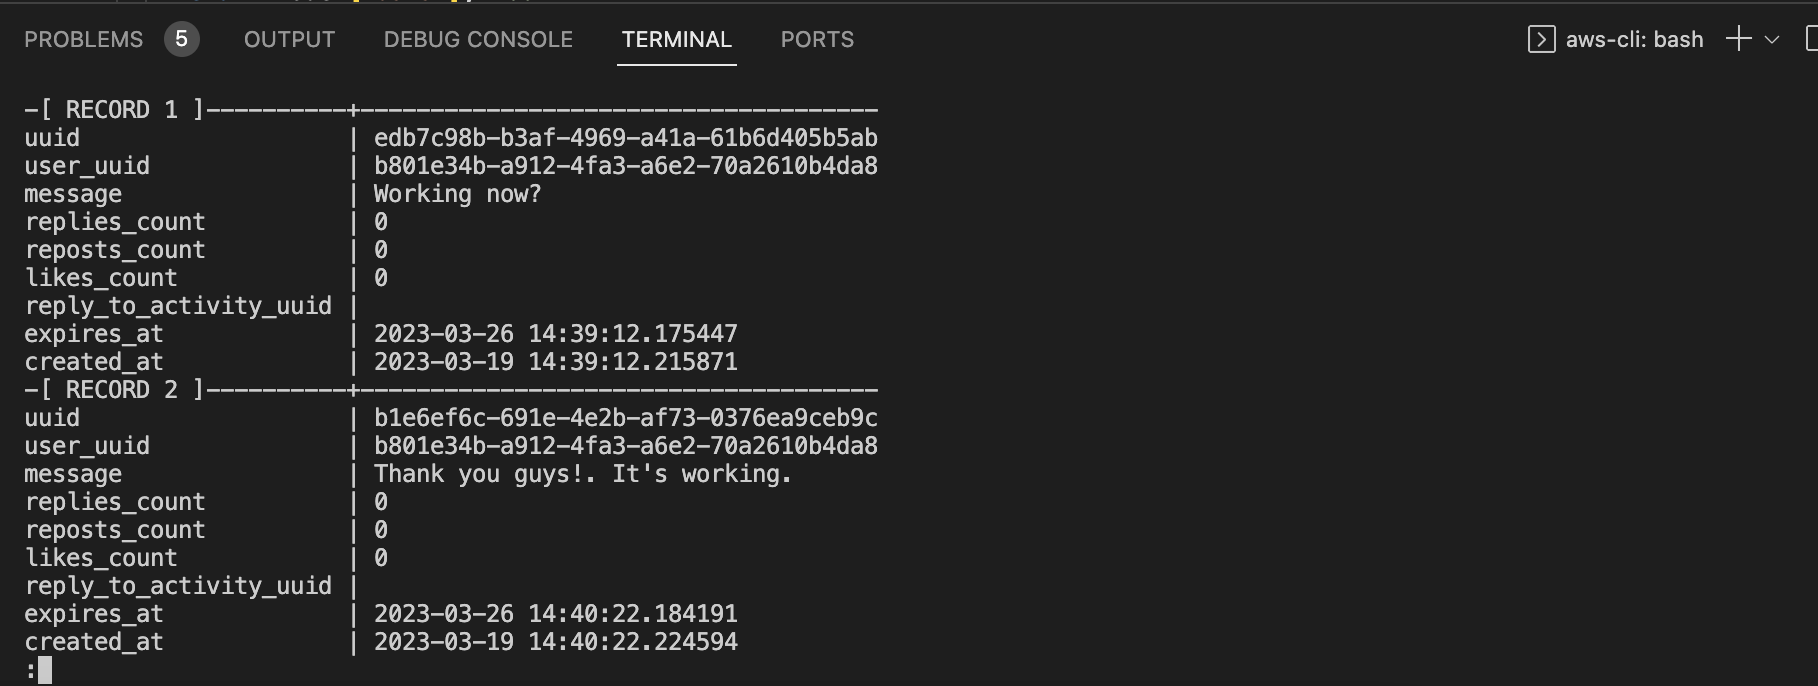 PROBLEMS 5 OUTPUT DEBUG CONSOLE TERMINAL PORTS aws-cli: bash
-[ RECORD 1 ]----------+-------------------------------------
uuid                   | edb7c98b-b3af-4969-a41a-61b6d405b5ab
user_uuid              | b801e34b-a912-4fa3-a6e2-70a2610b4da8
message                | Working now?
replies_count          | 0
reposts_count          | 0
likes_count            | 0
reply_to_activity_uuid |
expires_at             | 2023-03-26 14:39:12.175447
created_at             | 2023-03-19 14:39:12.215871
-[ RECORD 2 ]----------+-------------------------------------
uuid                   | b1e6ef6c-691e-4e2b-af73-0376ea9ceb9c
user_uuid              | b801e34b-a912-4fa3-a6e2-70a2610b4da8
message                | Thank you guys!. It's working.
replies_count          | 0
reposts_count          | 0
likes_count            | 0
reply_to_activity_uuid |
expires_at             | 2023-03-26 14:40:22.184191
created_at             | 2023-03-19 14:40:22.224594
: